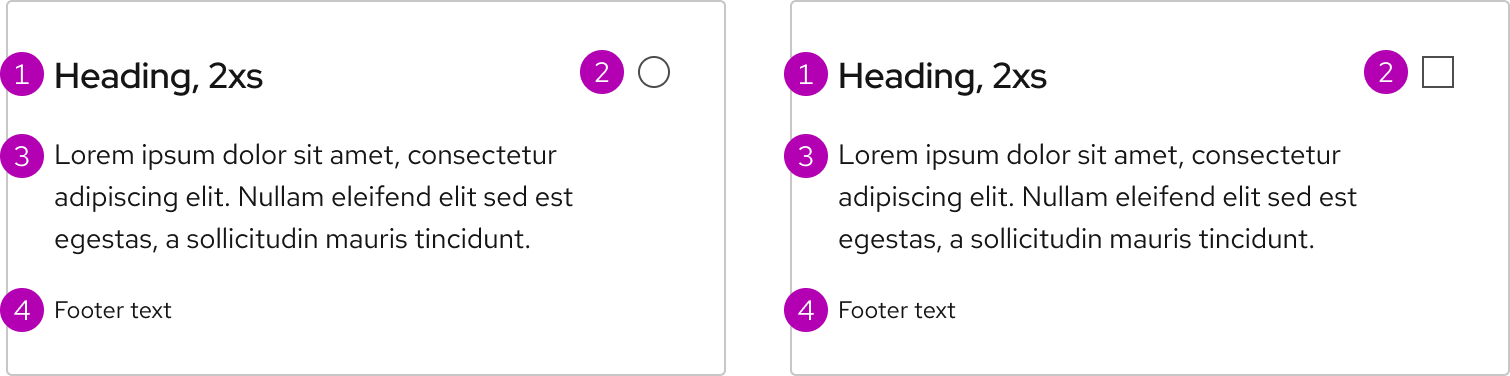 1 Heading, 2xs 2
3 Lorem ipsum dolor sit amet, consectetur
adipiscing elit. Nullam eleifend elit sed est
egestas, a sollicitudin mauris tincidunt.
4 Footer text
1 Heading, 2xs 2
3 Lorem ipsum dolor sit amet, consectetur
adipiscing elit. Nullam eleifend elit sed est
egestas, a sollicitudin mauris tincidunt.
4 Footer text